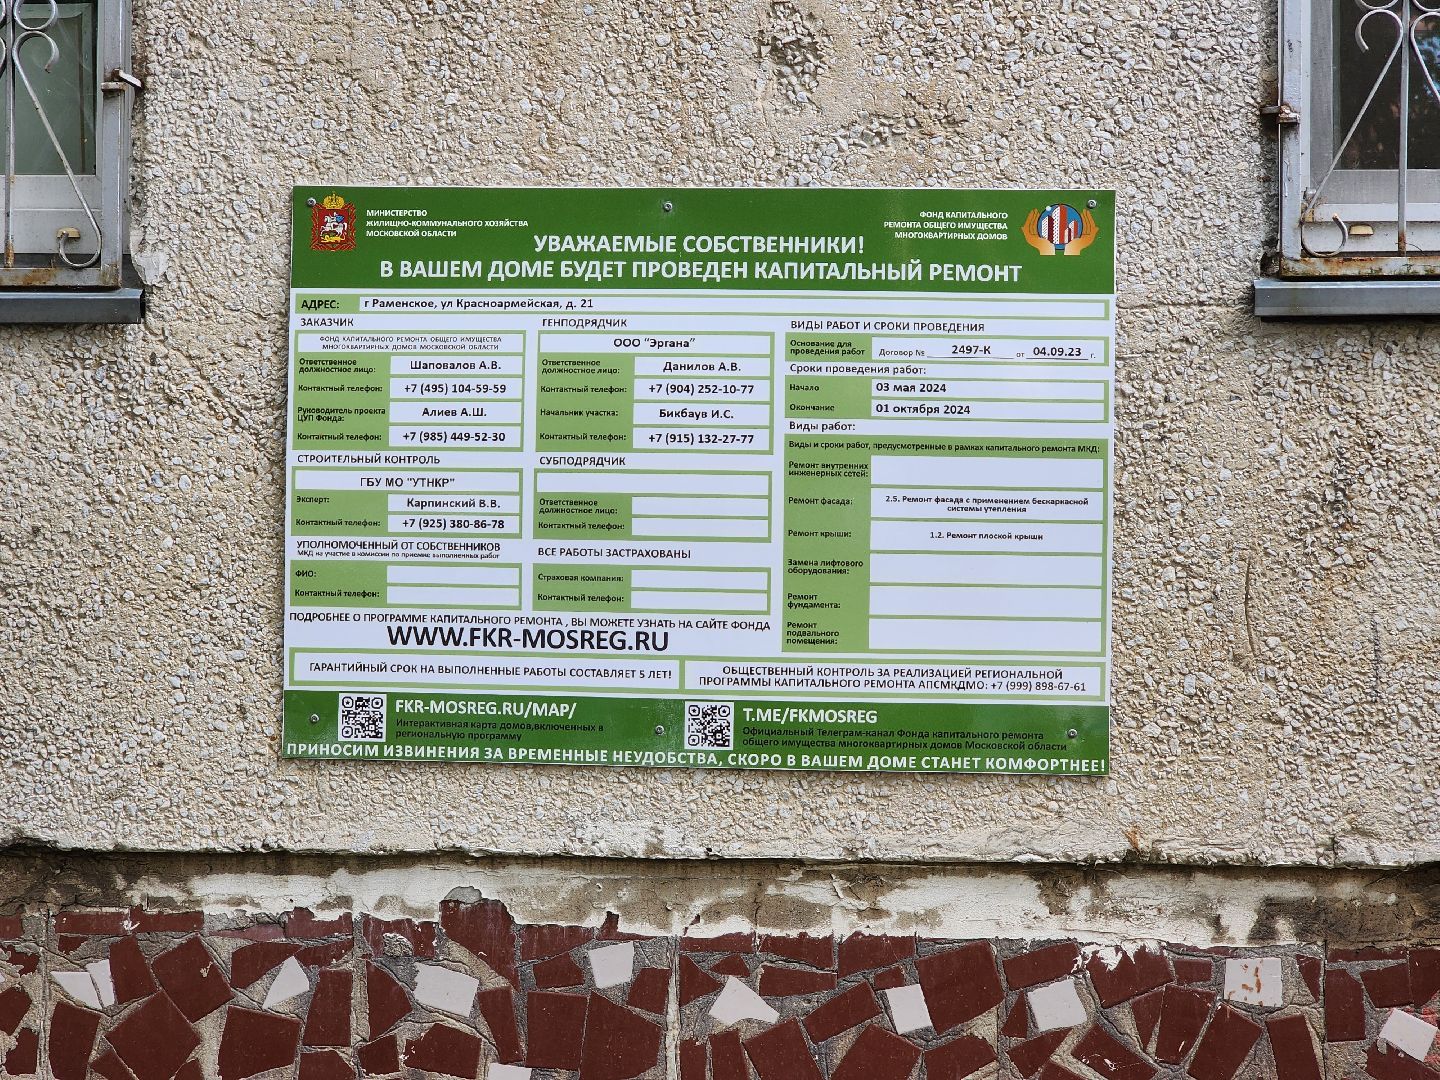 МИНИСТЕРСТВО
ЖИЛИЩНО-КОММУНАЛЬНОГО ХОЗЯЙСТВА
МОСКОВСКОЙ ОБЛАСТИ
ФОНД КАПИТАЛЬНОГО
РЕМОНТА ОБЩЕГО ИМУЩЕСТВА
МНОГОКВАРТИРНЫХ ДОМОВ
УВАЖАЕМЫЕ СОБСТВЕННИКИ!
В ВАШЕМ ДОМЕ БУДЕТ ПРОВЕДЕН КАПИТАЛЬНЫЙ РЕМОНТ
АДРЕС: г Раменское, ул Красноармейская, д. 21
ЗАКАЗЧИК
ФОНД КАПИТАЛЬНОГО РЕМОНТА ОБЩЕГО ИМУЩЕСТВА
МНОГОКВАРТИРНЫХ ДОМОВ МОСКОВСКОЙ ОБЛАСТИ
Ответственное
должностное лицо: Шаповалов А.В.
Контактный телефон: +7 (495) 104-59-59
Руководитель проекта
ЦУП Фонда: Алиев А.Ш.
Контактный телефон: +7 (985) 449-52-30
СТРОИТЕЛЬНЫЙ КОНТРОЛЬ
ГБУ МО "УТНКР"
Эксперт: Карпинский В.В.
Контактный телефон: +7 (925) 380-86-78
УПОЛНОМОЧЕННЫЙ ОТ СОБСТВЕННИКОВ
МКД на участие в комиссии по приемке выполненных работ
ФИО:
Контактный телефон:
ГЕНПОДРЯДЧИК
ООО "Эргана"
Ответственное
должностное лицо: Данилов А.В.
Контактный телефон: +7 (904) 252-10-77
Начальник участка: Бикбаув И.С.
Контактный телефон: +7 (915) 132-27-77
СУБПОДРЯДЧИК
Ответственное
должностное лицо:
Контактный телефон:
ВСЕ РАБОТЫ ЗАСТРАХОВАНЫ
Страховая компания:
Контактный телефон:
ВИДЫ РАБОТ И СРОКИ ПРОВЕДЕНИЯ
Основание для
проведения работ Договор № 2497-К от 04.09.23 г.
Сроки проведения работ:
Начало 03 мая 2024
Окончание 01 октября 2024
Виды работ:
Виды и сроки работ, предусмотренные в рамках капитального ремонта МКД:
Ремонт внутренних
инженерных сетей:
Ремонт фасада: 2.5. Ремонт фасада с применением бескаркасной
системы утепления
Ремонт крыши: 1.2. Ремонт плоской крыши
Замена лифтового
оборудования:
Ремонт
фундамента:
Ремонт
подвального
помещения:
ПОДРОБНЕЕ О ПРОГРАММЕ КАПИТАЛЬНОГО РЕМОНТА , ВЫ МОЖЕТЕ УЗНАТЬ НА САЙТЕ ФОНДА
WWW.FKR-MOSREG.RU
ГАРАНТИЙНЫЙ СРОК НА ВЫПОЛНЕННЫЕ РАБОТЫ СОСТАВЛЯЕТ 5 ЛЕТ!
ОБЩЕСТВЕННЫЙ КОНТРОЛЬ ЗА РЕАЛИЗАЦИЕЙ РЕГИОНАЛЬНОЙ
ПРОГРАММЫ КАПИТАЛЬНОГО РЕМОНТА АПСМКДМО: +7 (999) 898-67-61
FKR-MOSREG.RU/MAP/
Интерактивная карта домов,включенных в
региональную программу
T.ME/FKMOSREG
Официальный Телеграм-канал Фонда капитального ремонта
общего имущества многоквартирных домов Московской области
ПРИНОСИМ ИЗВИНЕНИЯ ЗА ВРЕМЕННЫЕ НЕУДОБСТВА, СКОРО В ВАШЕМ ДОМЕ СТАНЕТ КОМФОРТНЕЕ!